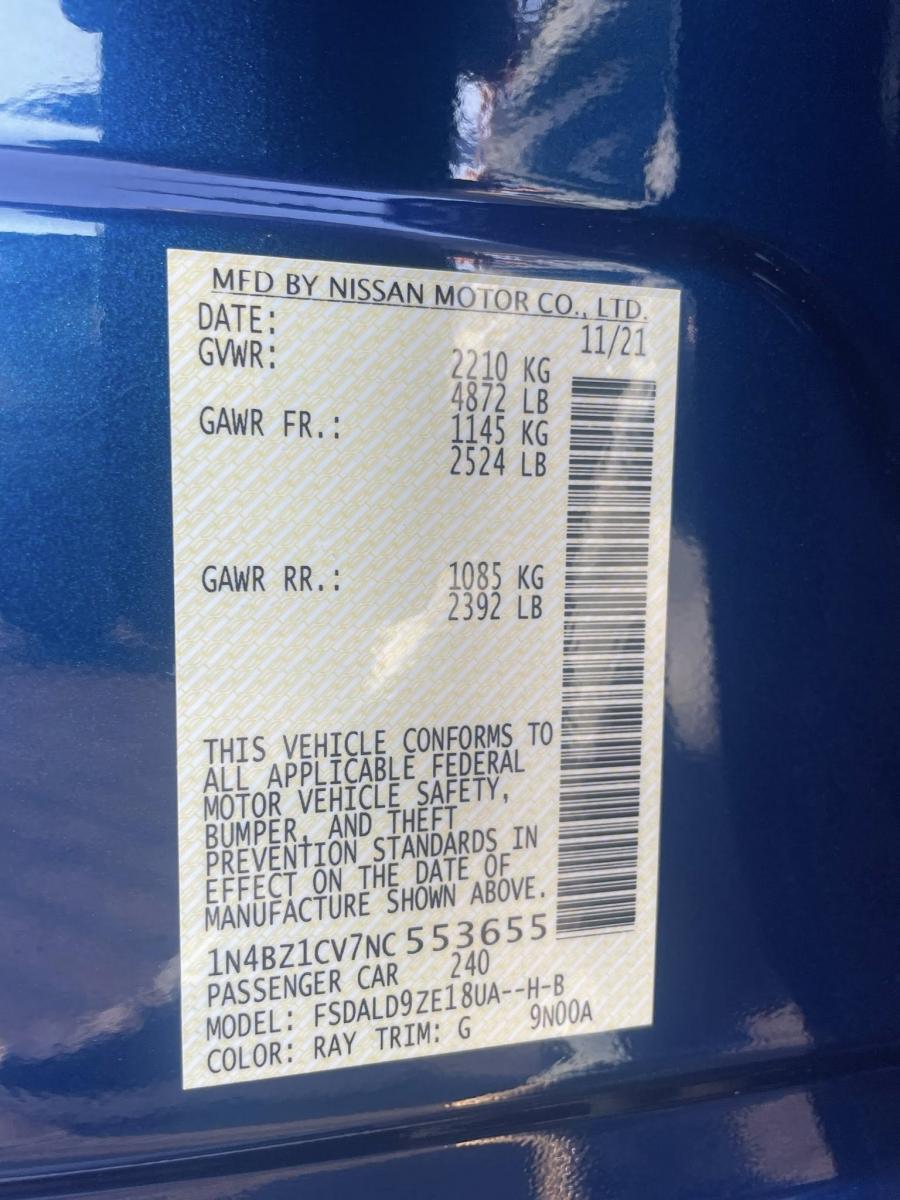 MFD BY NISSAN MOTOR CO., LTD.
DATE: 11/21
GVWR: 2210 KG
4872 LB
GAWR FR.: 1145 KG
2524 LB
GAWR RR.: 1085 KG
2392 LB
THIS VEHICLE CONFORMS TO
ALL APPLICABLE FEDERAL
MOTOR VEHICLE SAFETY,
BUMPER, AND THEFT
PREVENTION STANDARDS IN
EFFECT ON THE DATE OF
MANUFACTURE SHOWN ABOVE.
1N4BZ1CV7NC 553655
PASSENGER CAR 240
MODEL: FSDALD9ZE18UA--H-B
COLOR: RAY TRIM: G 9N00A